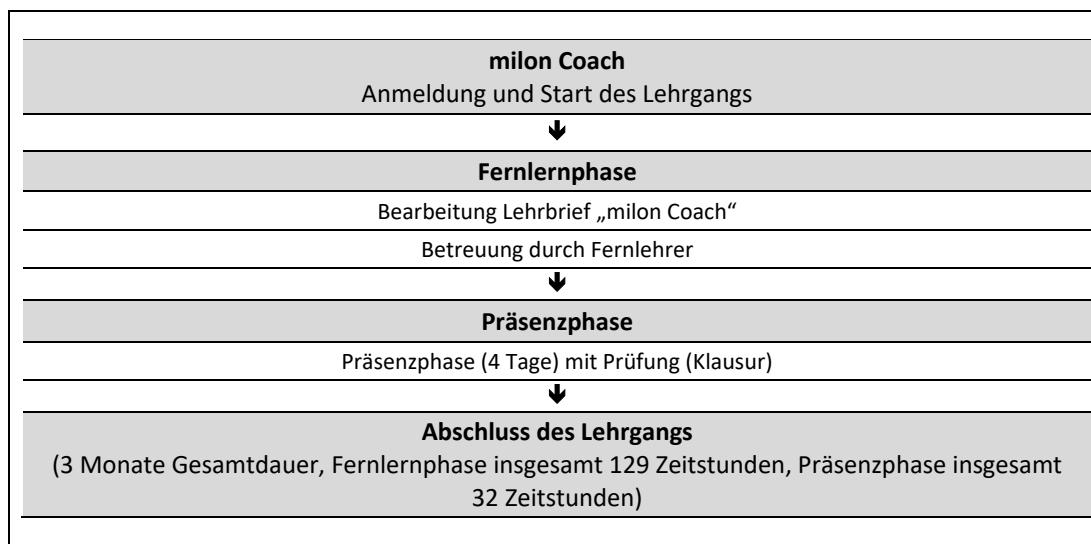 milon Coach
Anmeldung und Start des Lehrgangs
🡻
Fernlernphase
Bearbeitung Lehrbrief „milon Coach“
Betreuung durch Fernlehrer
🡻
Präsenzphase
Präsenzphase (4 Tage) mit Prüfung (Klausur)
🡻
Abschluss des Lehrgangs
(3 Monate Gesamtdauer, Fernlernphase insgesamt 129 Zeitstunden, Präsenzphase insgesamt
32 Zeitstunden)